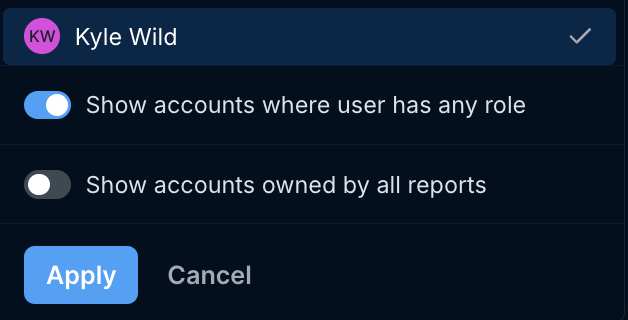 KW Kyle Wild
Show accounts where user has any role
Show accounts owned by all reports
Apply Cancel